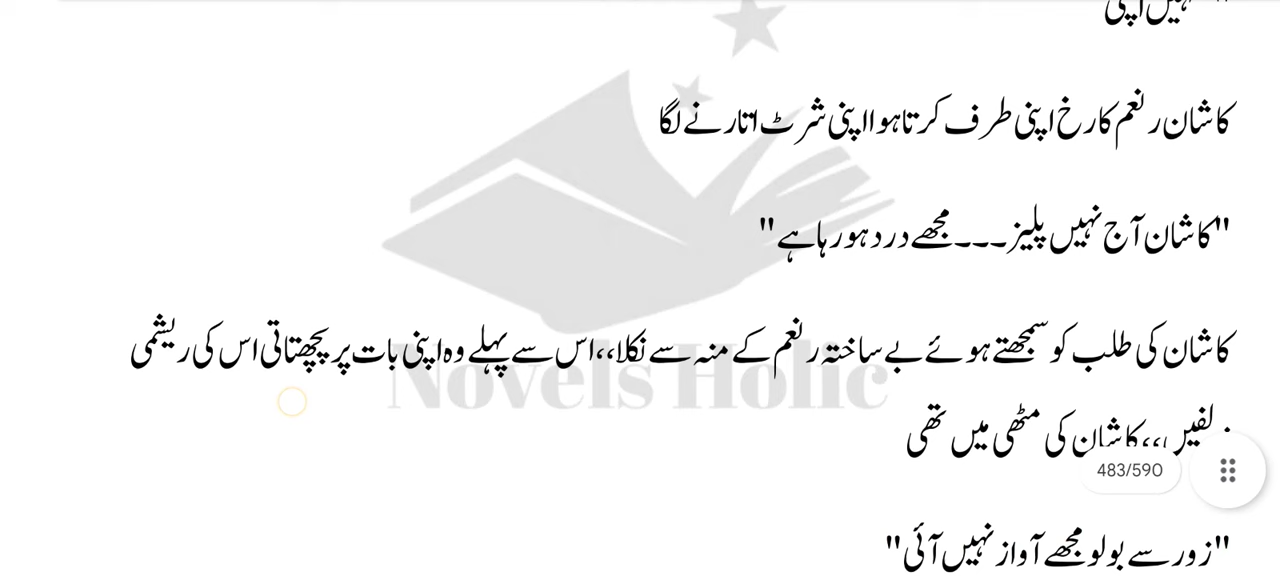 کاشان رنعم کا رخ اپنی طرف کرتا ہوا اپنی شرٹ اتارنے لگا
"کاشان آج نہیں پلیز۔۔۔ مجھے درد ہو رہا ہے"
کاشان کی طلب کو سمجھتے ہوئے بے ساختہ رنعم کے منہ سے نکلا،، اس سے پہلے وہ اپنی بات پر پچھتاتی اس کی ریشمی
زلفیں،،، کاشان کی مٹھی میں تھی
483/590
"زور سے بولو مجھے آواز نہیں آئی"
Novels Holic